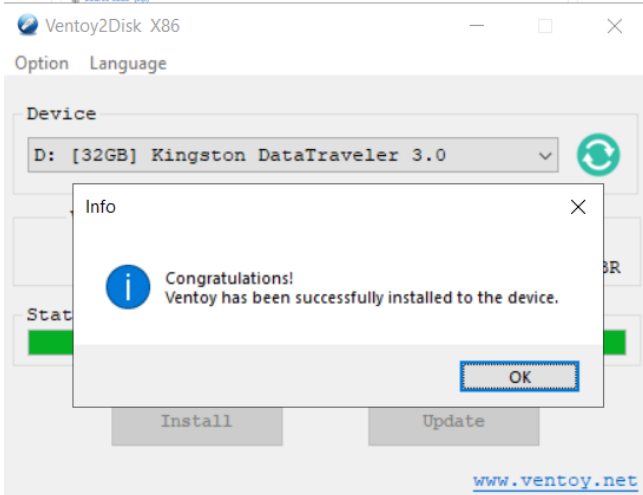 Ventoy2Disk X86
Option Language
Device
D: [32GB] Kingston DataTraveler 3.0
Info
Congratulations!
Ventoy has been successfully installed to the device.
BR
Stat
OK
Install Update
www.ventoy.net